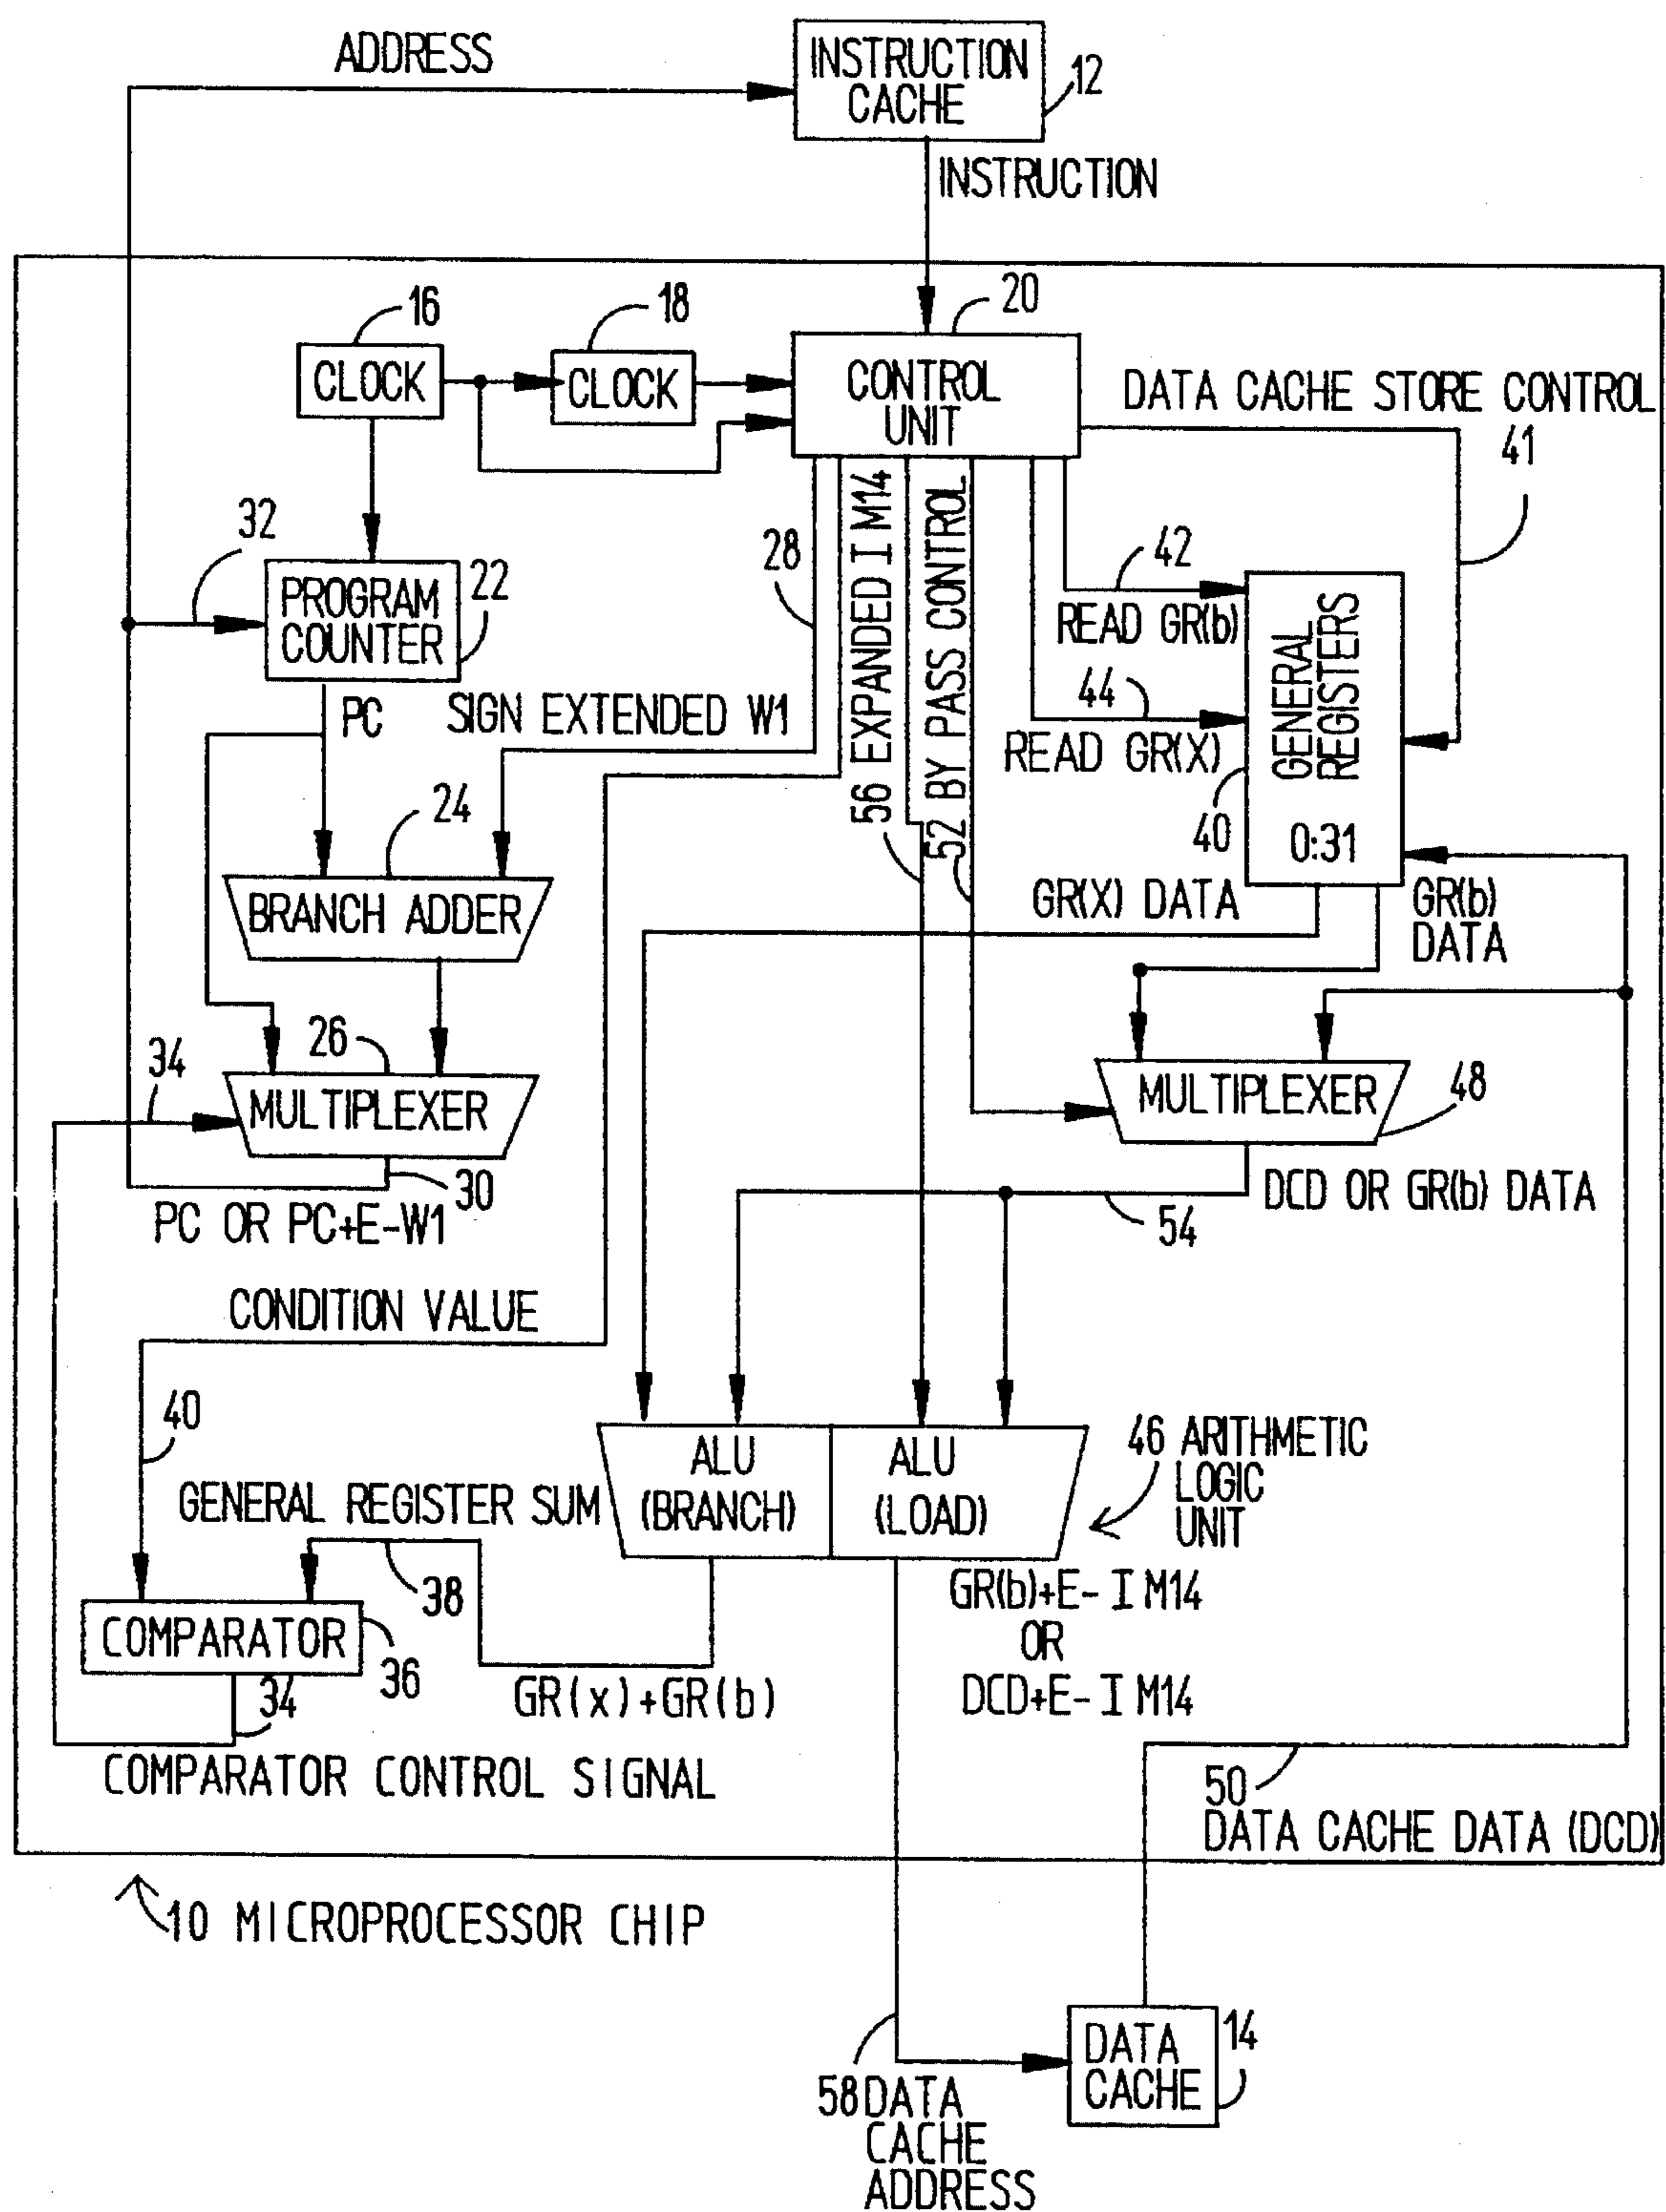 ADDRESS
INSTRUCTION
CACHE
12
INSTRUCTION
16
18
20
CLOCK
CLOCK
CONTROL
UNIT
DATA CACHE STORE CONTROL
41
32
28
56 EXPANDED I M14
52 BY PASS CONTROL
42
READ GR(b)
44
READ GR(X)
GENERAL
REGISTERS
40
0:31
PROGRAM
COUNTER
22
PC
SIGN EXTENDED W1
24
BRANCH ADDER
GR(X) DATA
GR(b)
DATA
34
26
MULTIPLEXER
30
PC OR PC+E-W1
MULTIPLEXER
48
DCD OR GR(b) DATA
54
CONDITION VALUE
40
GENERAL REGISTER SUM
ALU
(BRANCH)
ALU
(LOAD)
46 ARITHMETIC
LOGIC
UNIT
38
COMPARATOR
36
34
GR(x)+GR(b)
GR(b)+E- I M14
OR
DCD+E- I M14
COMPARATOR CONTROL SIGNAL
50
DATA CACHE DATA (DCD)
10 MICROPROCESSOR CHIP
DATA
CACHE
14
58 DATA
CACHE
ADDRESS